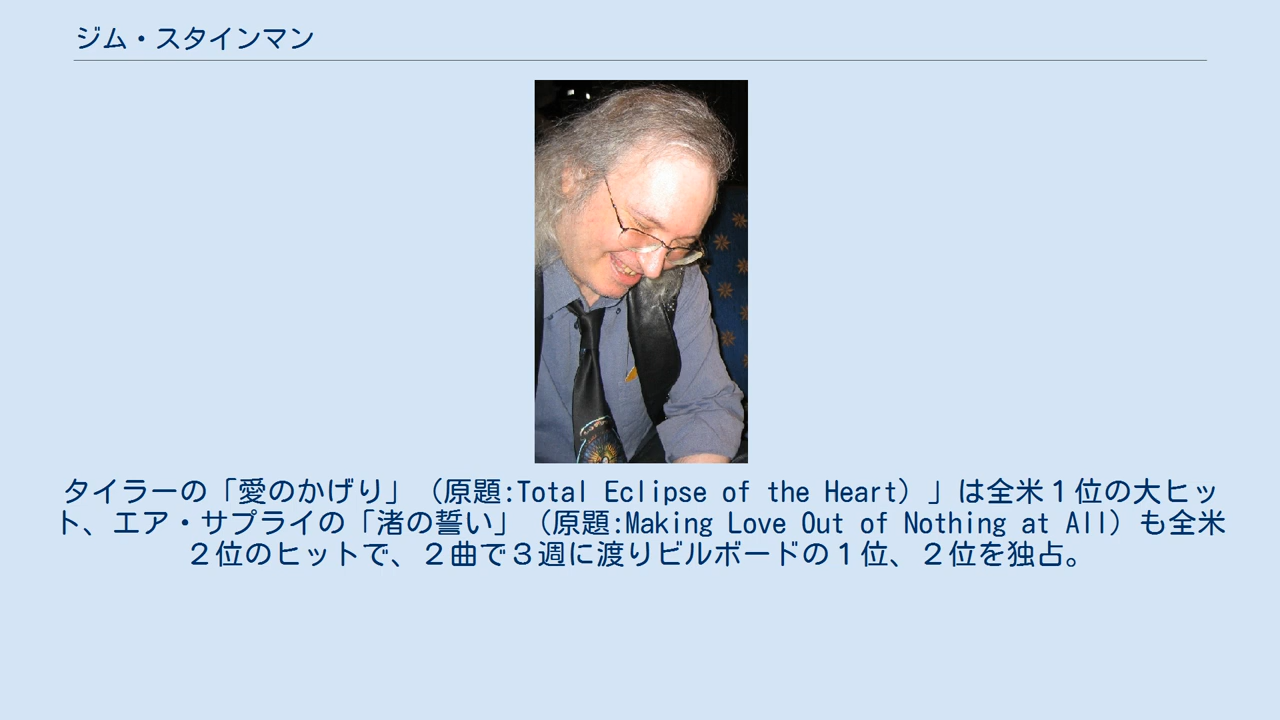 ジム・スタインマン
タイラーの「愛のかげり」（原題:Total Eclipse of the Heart）」は全米１位の大ヒッ
ト、エア・サプライの「渚の誓い」（原題:Making Love Out of Nothing at All）も全米
２位のヒットで、２曲で３週に渡りビルボードの１位、２位を独占。